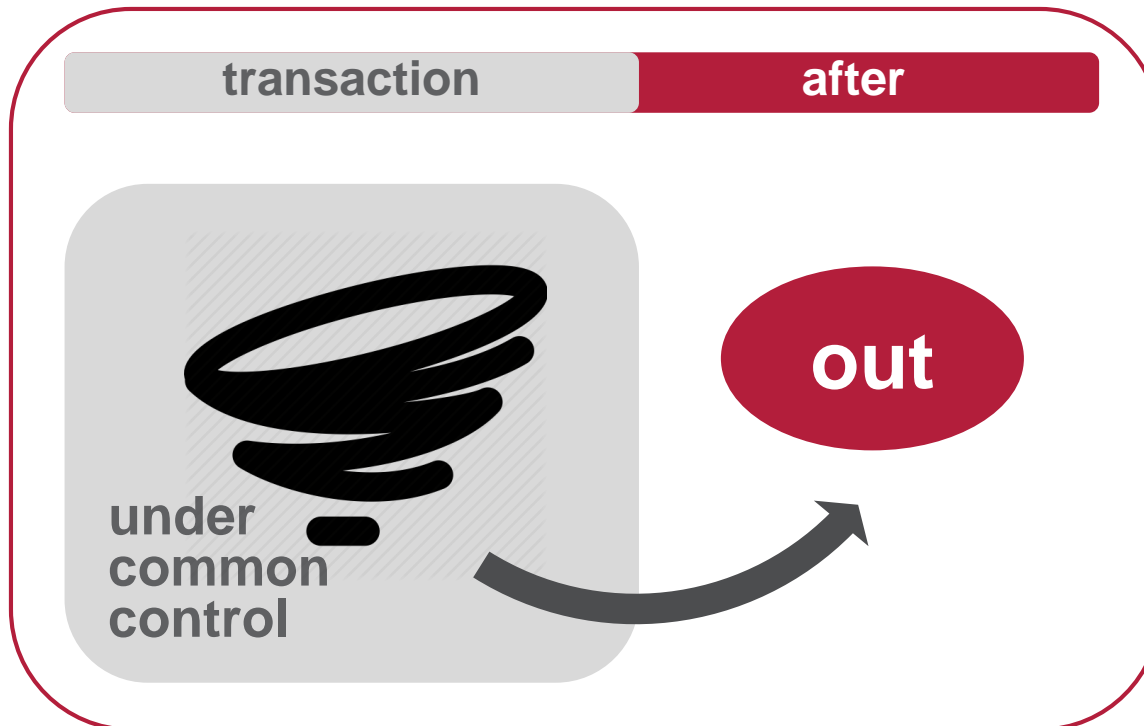 transaction
after
out
under
common
control